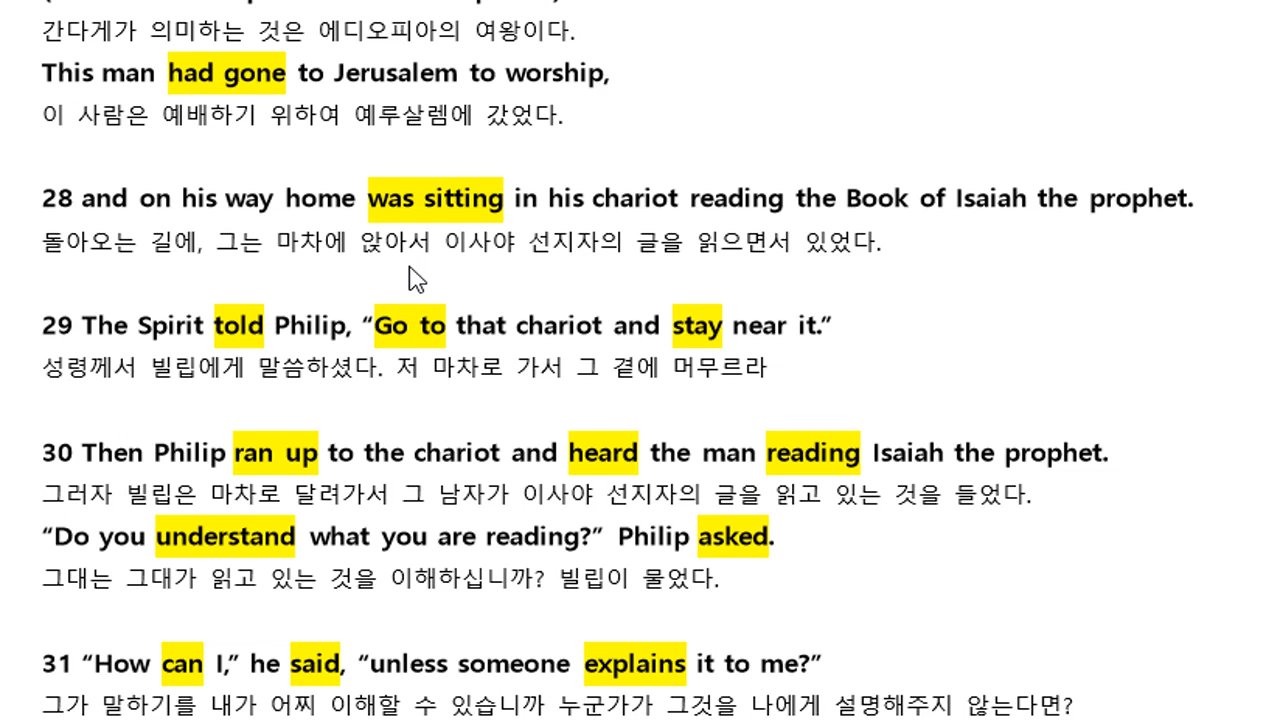 간다게가 의미하는 것은 에디오피아의 여왕이다.
This man had gone to Jerusalem to worship,
이 사람은 예배하기 위하여 예루살렘에 갔었다.
28 and on his way home was sitting in his chariot reading the Book of Isaiah the prophet.
돌아오는 길에, 그는 마차에 앉아서 이사야 선지자의 글을 읽으면서 있었다.
29 The Spirit told Philip, “Go to that chariot and stay near it.”
성령께서 빌립에게 말씀하셨다. 저 마차로 가서 그 곁에 머무르라
30 Then Philip ran up to the chariot and heard the man reading Isaiah the prophet.
그러자 빌립은 마차로 달려가서 그 남자가 이사야 선지자의 글을 읽고 있는 것을 들었다.
“Do you understand what you are reading?” Philip asked.
그대는 그대가 읽고 있는 것을 이해하십니까? 빌립이 물었다.
31 “How can I,” he said, “unless someone explains it to me?”
그가 말하기를 내가 어찌 이해할 수 있습니까 누군가가 그것을 나에게 설명해주지 않는다면?